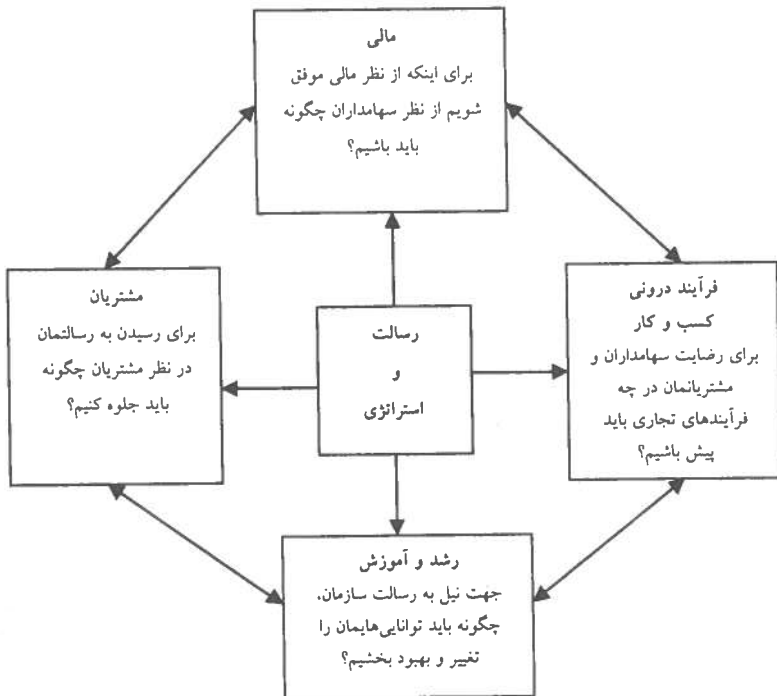 مالی
برای اینکه از نظر مالی موفق
شویم از نظر سهامداران چگونه
باید باشیم؟
فرآیند درونی
کسب و کار
برای رضایت سهامداران و
مشتریانمان در چه
فرآیندهای تجاری باید
پیش باشیم؟
رسالت
و
استراتژی
مشتریان
برای رسیدن به رسالتمان
در نظر مشتریان چگونه
باید جلوه کنیم؟
رشد و آموزش
جهت نیل به رسالت سازمان،
چگونه باید توانایی‌هایمان را
تغییر و بهبود بخشیم؟